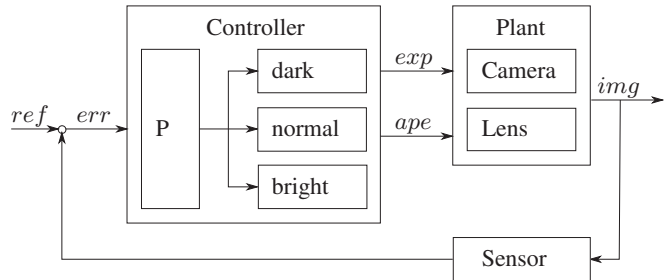 Controller
Plant
P
dark
normal
bright
exp
ape
Camera
Lens
img
ref
err
Sensor